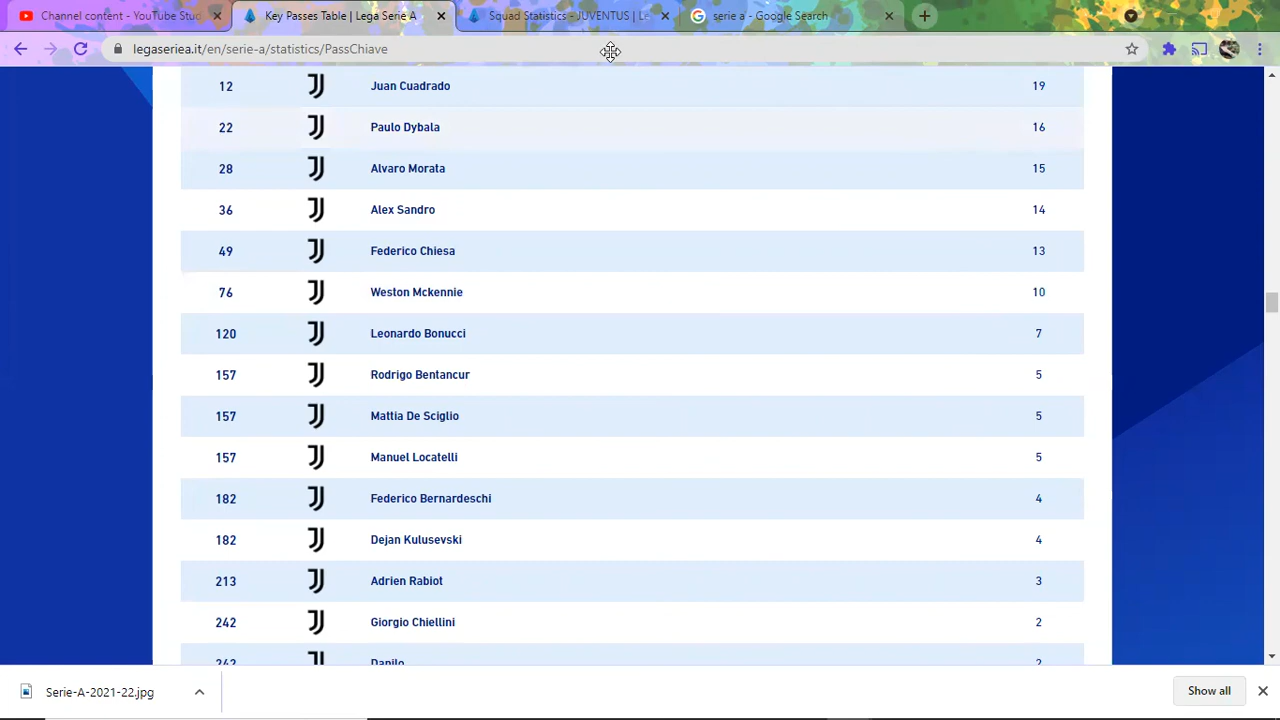 Channel content - YouTube Stud
Key Passes Table | Lega Serie A
Squad Statistics - JUVENTUS | Le
serie a - Google Search
legaseriea.it/en/serie-a/statistics/PassChiave
12 Juan Cuadrado 19
22 Paulo Dybala 16
28 Alvaro Morata 15
36 Alex Sandro 14
49 Federico Chiesa 13
76 Weston Mckennie 10
120 Leonardo Bonucci 7
157 Rodrigo Bentancur 5
157 Mattia De Sciglio 5
157 Manuel Locatelli 5
182 Federico Bernardeschi 4
182 Dejan Kulusevski 4
213 Adrien Rabiot 3
242 Giorgio Chiellini 2
242 Danilo 2
Serie-A-2021-22.jpg
Show all